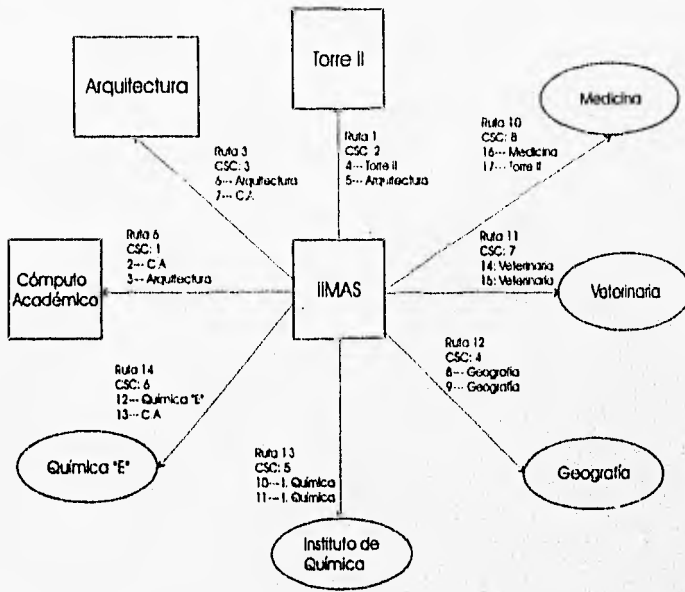 Torre II
Arquitectura
Medicina
Ruta 10
CSC: 8
16--- Medicina
17--- Torre II
Ruta 1
CSC: 2
4--- Torre II
5--- Arquitectura
Ruta 3
CSC: 3
6--- Arquitectura
7--- C.A
Ruta 6
CSC: 1
2--- C.A
3--- Arquitectura
Ruta 11
CSC: 7
14: Veterinaria
15: Veterinaria
Cómputo
Académico
IIMAS
Vatorinaria
Ruta 12
CSC: 4
8--- Geografía
9--- Geografía
Ruta 14
CSC: 6
12--- Química "E"
13--- C.A
Ruta 13
CSC: 5
10--- I. Química
11--- I. Química
Química "E"
Geografía
Instituto de
Química